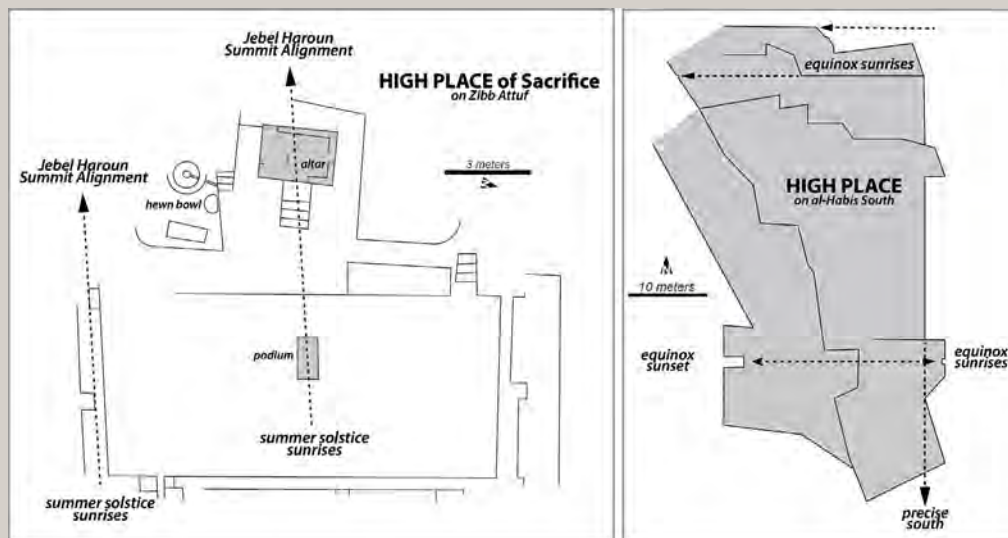 Jebel Haroun
Summit Alignment
HIGH PLACE of Sacrifice
on Zibb Attuf
Jebel Haroun
Summit Alignment
altar
3 meters
hewn bowl
podium
summer solstice
sunrises
summer solstice
sunrises
equinox sunrises
HIGH PLACE
on al-Habis South
10 meters
equinox
sunset
equinox
sunrises
precise
south